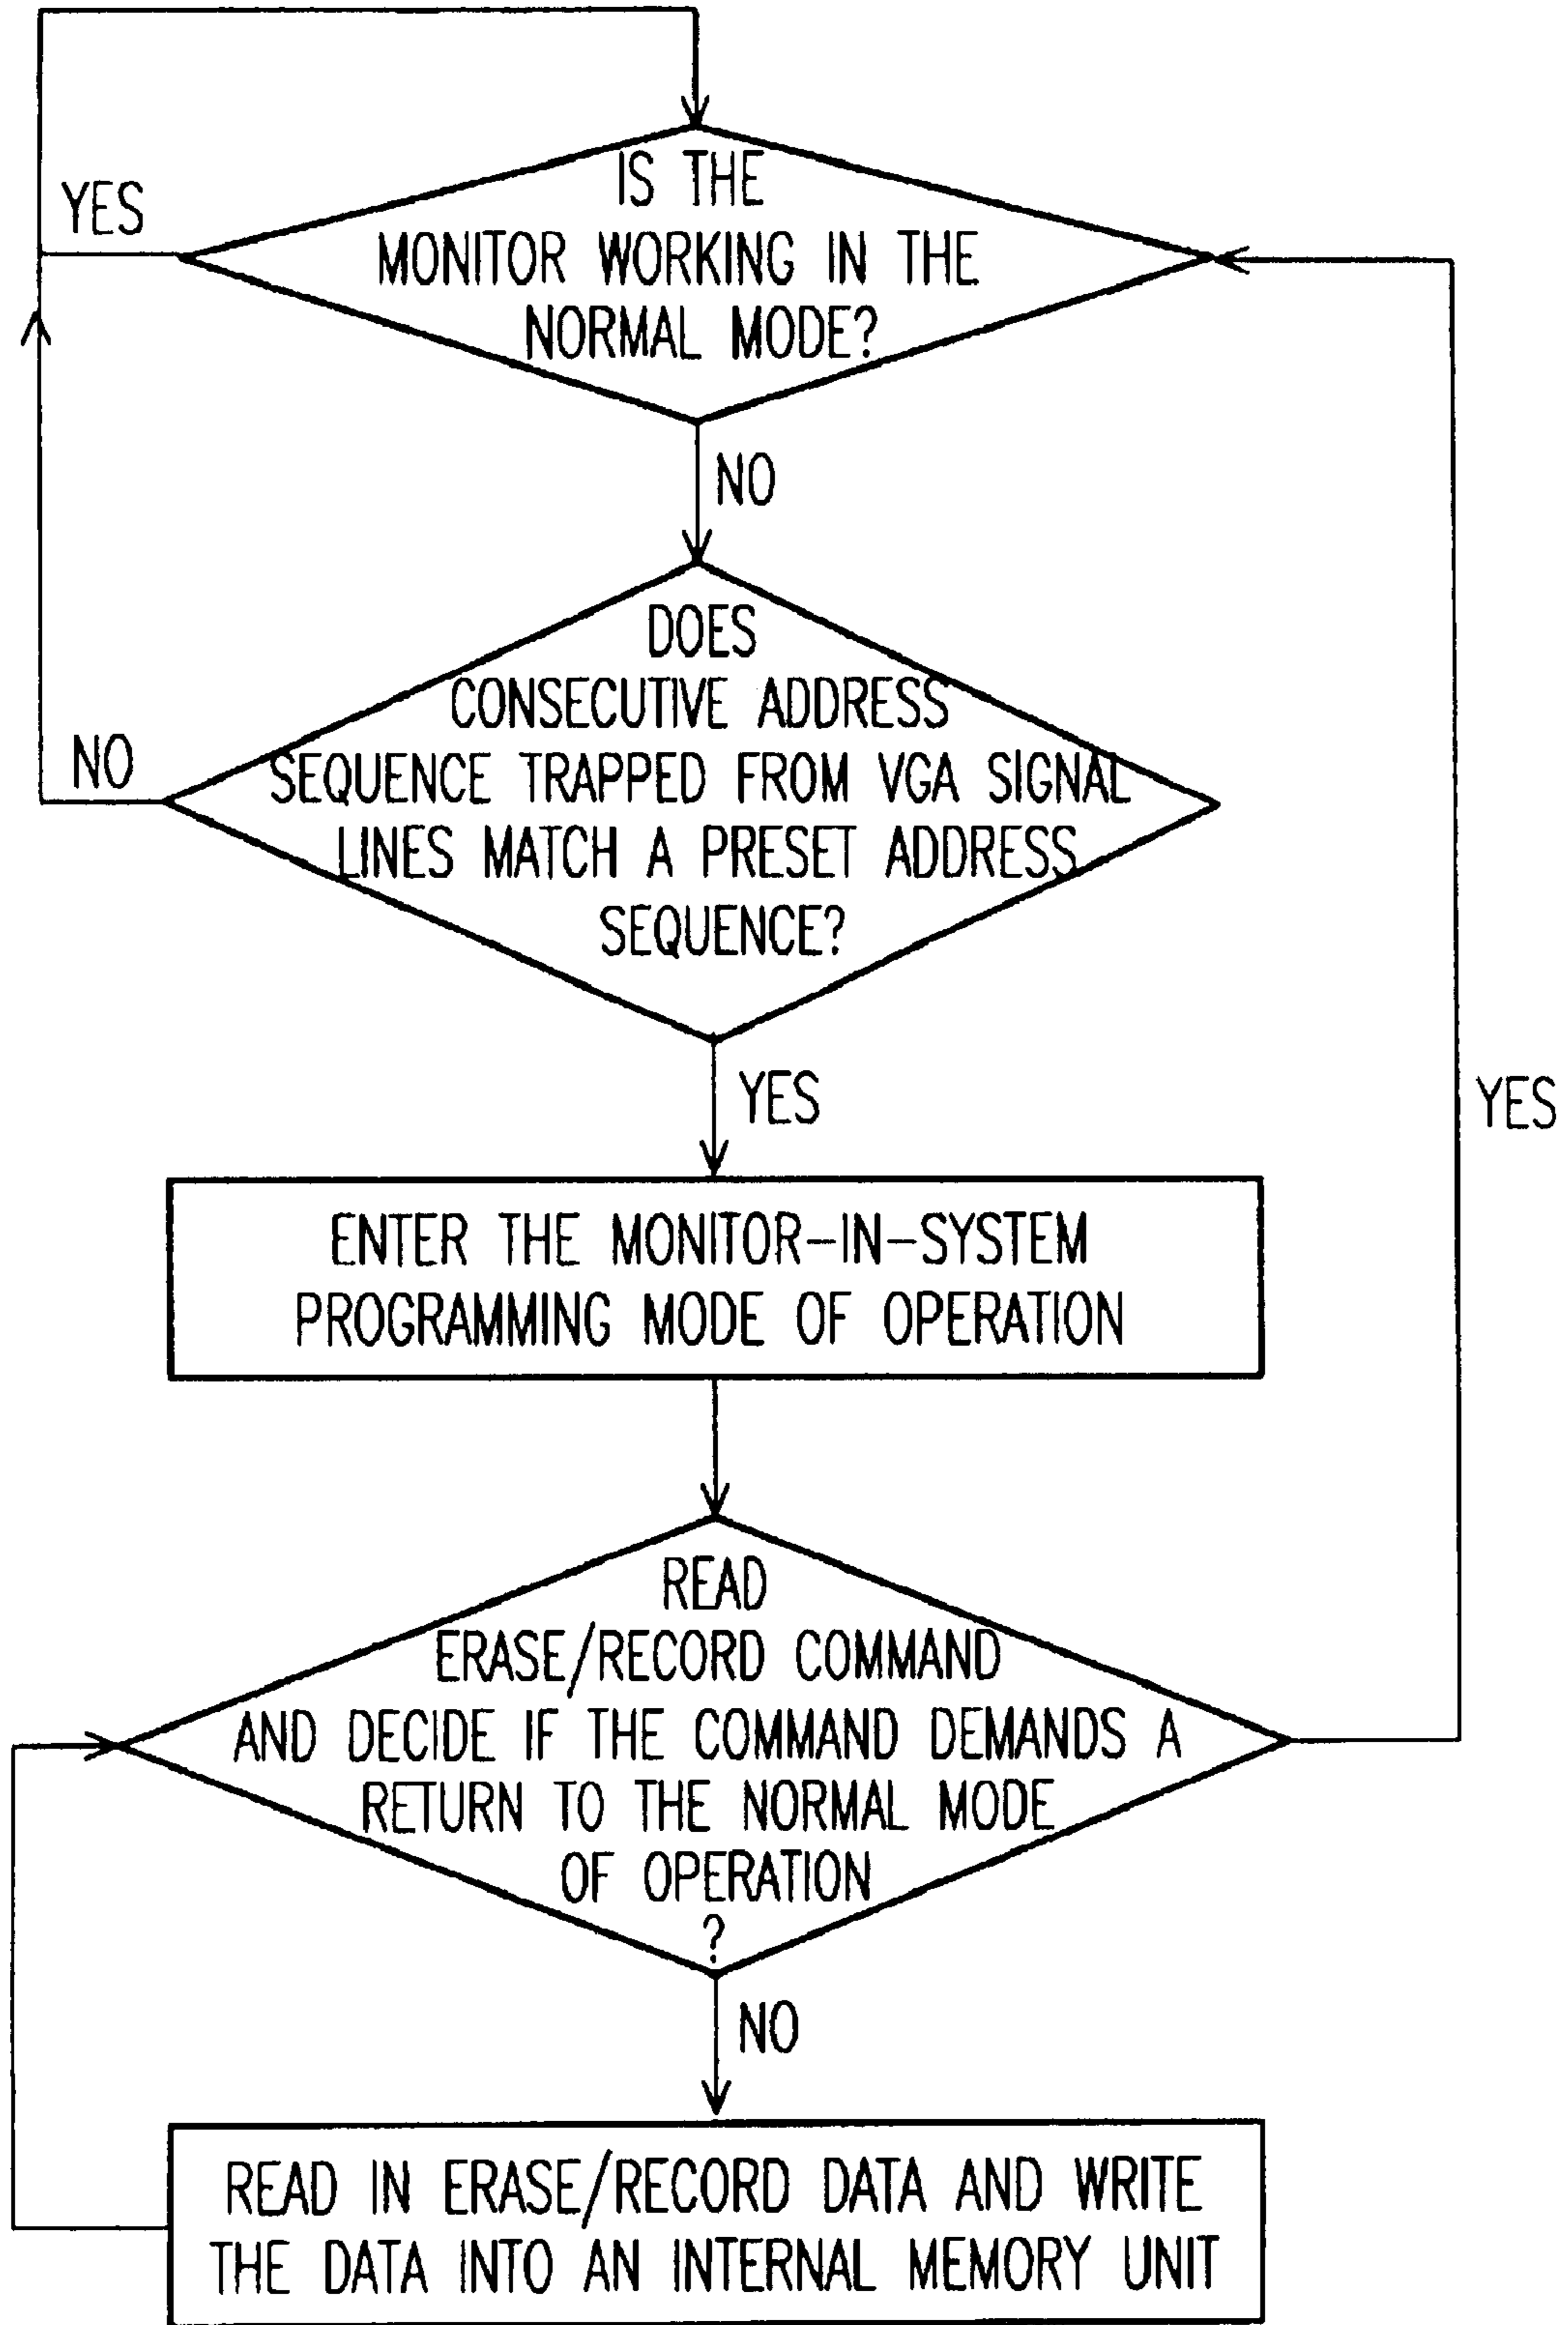 IS THE
MONITOR WORKING IN THE
NORMAL MODE?
YES
NO
DOES
CONSECUTIVE ADDRESS
SEQUENCE TRAPPED FROM VGA SIGNAL
LINES MATCH A PRESET ADDRESS
SEQUENCE?
NO
YES
YES
ENTER THE MONITOR-IN-SYSTEM
PROGRAMMING MODE OF OPERATION
READ
ERASE/RECORD COMMAND
AND DECIDE IF THE COMMAND DEMANDS A
RETURN TO THE NORMAL MODE
OF OPERATION
?
NO
READ IN ERASE/RECORD DATA AND WRITE
THE DATA INTO AN INTERNAL MEMORY UNIT